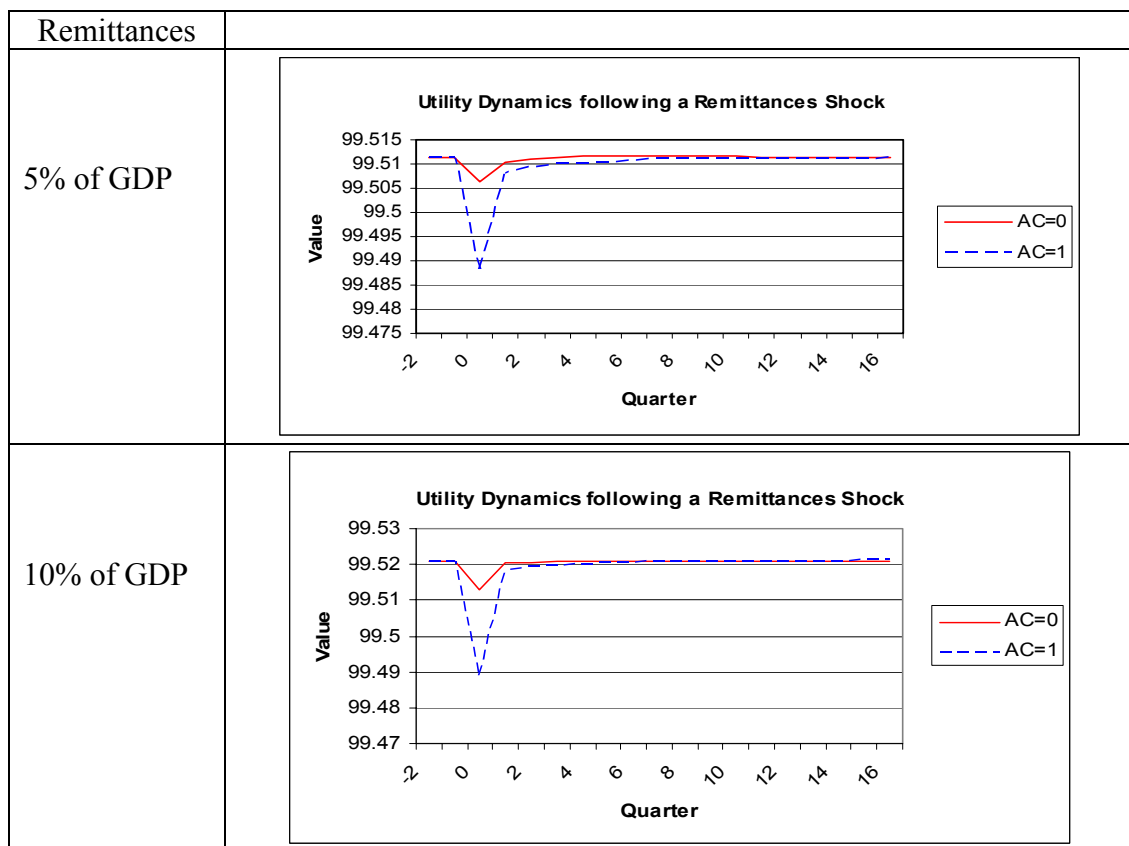 Remittances
5% of GDP
Utility Dynamics following a Remittances Shock
99.515
99.51
99.505
99.5
99.495
99.49
99.485
99.48
99.475
Value
-2 0 2 4 6 8 10 12 14 16
Quarter
AC=0
AC=1
10% of GDP
Utility Dynamics following a Remittances Shock
99.53
99.52
99.51
99.5
99.49
99.48
99.47
Value
-2 0 2 4 6 8 10 12 14 16
Quarter
AC=0
AC=1